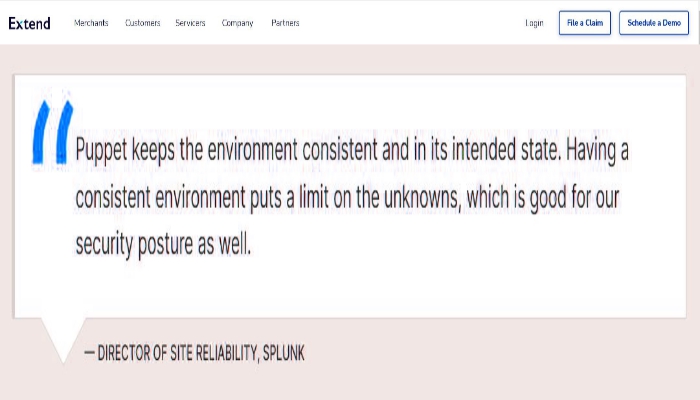 Extend Merchants Customers Servicers Company Partners Login File a Claim Schedule a Demo
“
Puppet keeps the environment consistent and in its intended state. Having a
consistent environment puts a limit on the unknowns, which is good for our
security posture as well.
— DIRECTOR OF SITE RELIABILITY, SPLUNK